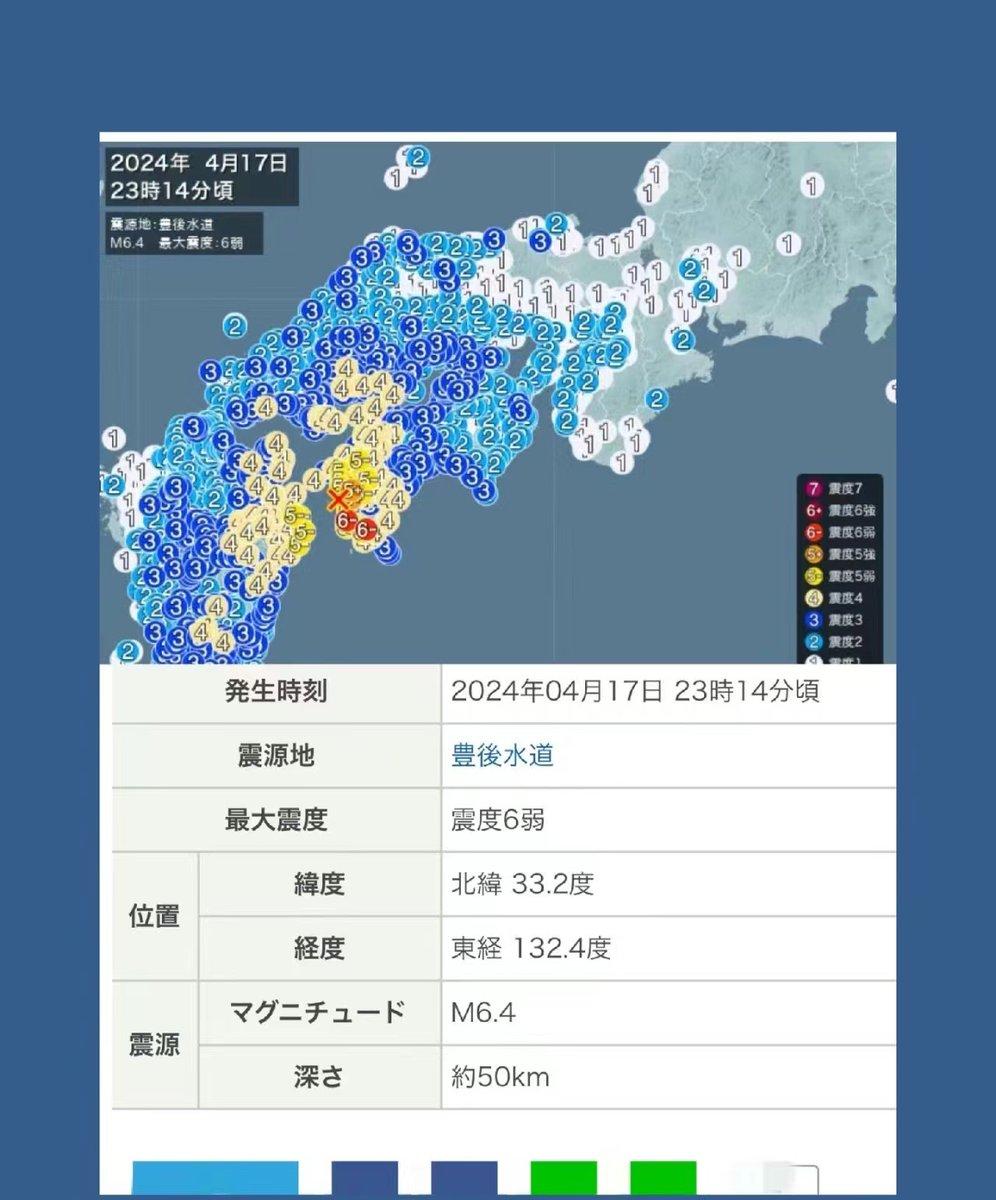 2024年 4月17日
23時14分頃
震源地:豊後水道
M6.4 最大震度:6弱
7 震度7
6+ 震度6強
6- 震度6弱
5+ 震度5強
5- 震度5弱
4 震度4
3 震度3
2 震度2
1 震度1
発生時刻 2024年04月17日 23時14分頃
震源地 豊後水道
最大震度 震度6弱
位置
緯度 北緯 33.2度
経度 東経 132.4度
震源
マグニチュード M6.4
深さ 約50km